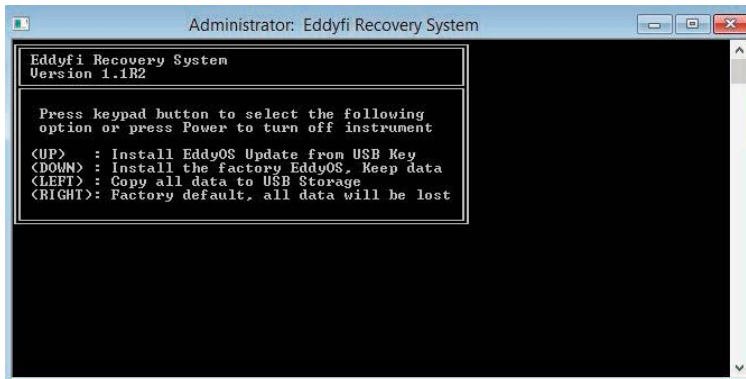 Administrator: Eddyfi Recovery System
Eddyfi Recovery System
Version 1.1R2
Press keypad button to select the following
option or press Power to turn off instrument
<UP> : Install EddyOS Update from USB Key
<DOWN> : Install the factory EddyOS, Keep data
<LEFT> : Copy all data to USB Storage
<RIGHT>: Factory default, all data will be lost